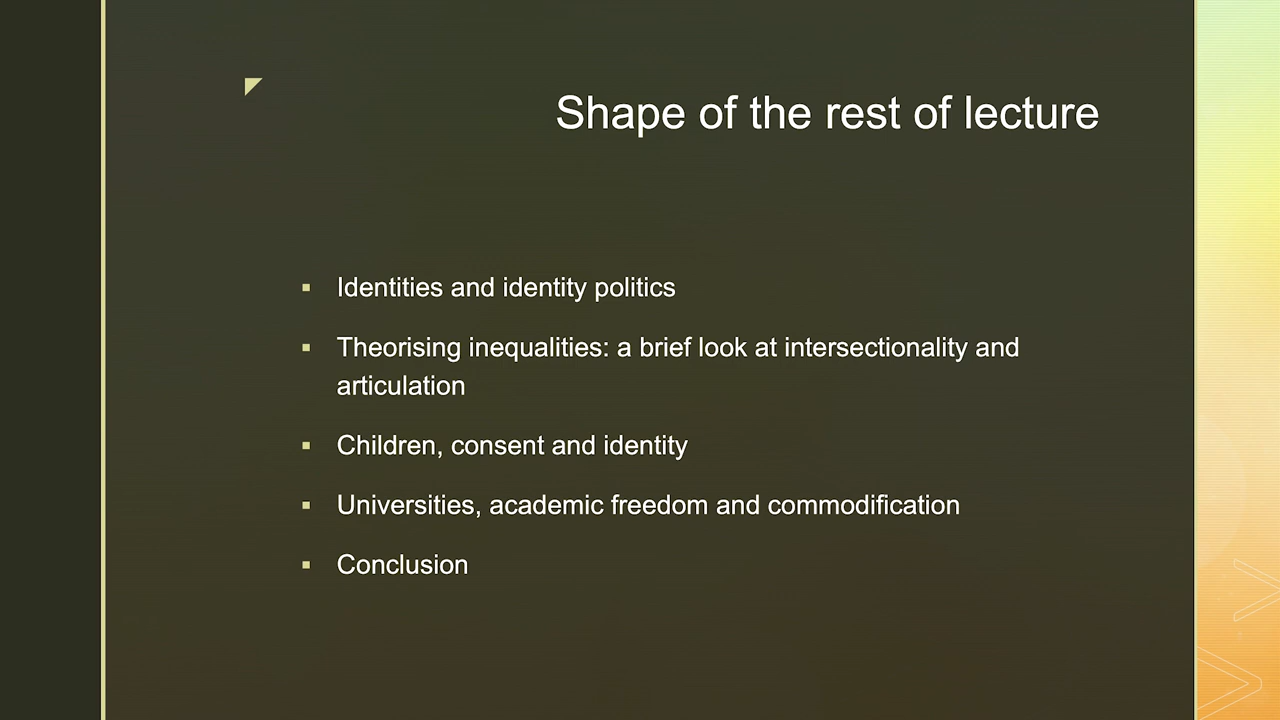 Shape of the rest of lecture
Identities and identity politics
Theorising inequalities: a brief look at intersectionality and
articulation
Children, consent and identity
Universities, academic freedom and commodification
Conclusion